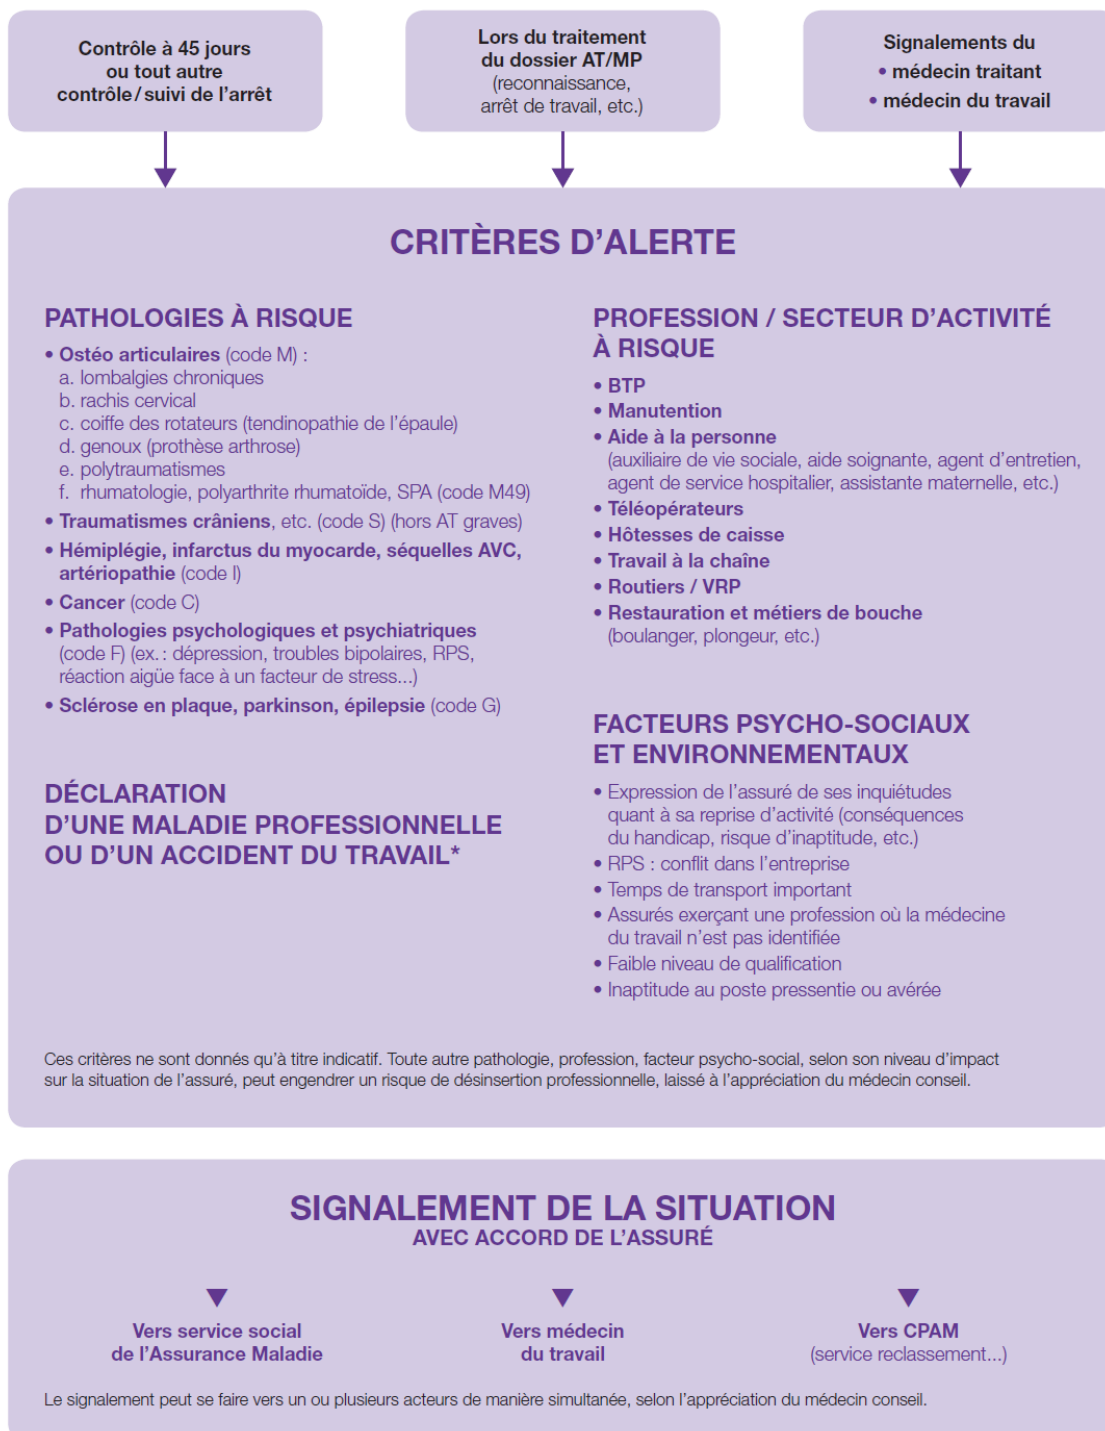 Contrôle à 45 jours
ou tout autre
contrôle / suivi de l'arrêt
Lors du traitement
du dossier AT/MP
(reconnaissance,
arrêt de travail, etc.)
Signalements du
• médecin traitant
• médecin du travail
CRITÈRES D'ALERTE
PATHOLOGIES À RISQUE
• Ostéo articulaires (code M) :
a. lombalgies chroniques
b. rachis cervical
c. coiffe des rotateurs (tendinopathie de l'épaule)
d. genoux (prothèse arthrose)
e. polytraumatismes
f. rhumatologie, polyarthrite rhumatoïde, SPA (code M49)
• Traumatismes crâniens, etc. (code S) (hors AT graves)
• Hémiplégie, infarctus du myocarde, séquelles AVC,
artériopathie (code I)
• Cancer (code C)
• Pathologies psychologiques et psychiatriques
(code F) (ex. : dépression, troubles bipolaires, RPS,
réaction aigüe face à un facteur de stress...)
• Sclérose en plaque, parkinson, épilepsie (code G)
DÉCLARATION
D'UNE MALADIE PROFESSIONNELLE
OU D'UN ACCIDENT DU TRAVAIL*
PROFESSION / SECTEUR D'ACTIVITÉ
À RISQUE
• BTP
• Manutention
• Aide à la personne
(auxiliaire de vie sociale, aide soignante, agent d'entretien,
agent de service hospitalier, assistante maternelle, etc.)
• Téléopérateurs
• Hôtesses de caisse
• Travail à la chaîne
• Routiers / VRP
• Restauration et métiers de bouche
(boulanger, plongeur, etc.)
FACTEURS PSYCHO-SOCIAUX
ET ENVIRONNEMENTAUX
• Expression de l'assuré de ses inquiétudes
quant à sa reprise d'activité (conséquences
du handicap, risque d'inaptitude, etc.)
• RPS : conflit dans l'entreprise
• Temps de transport important
• Assurés exerçant une profession où la médecine
du travail n'est pas identifiée
• Faible niveau de qualification
• Inaptitude au poste pressentie ou avérée
Ces critères ne sont donnés qu'à titre indicatif. Toute autre pathologie, profession, facteur psycho-social, selon son niveau d'impact
sur la situation de l'assuré, peut engendrer un risque de désinsertion professionnelle, laissé à l'appréciation du médecin conseil.
SIGNALEMENT DE LA SITUATION
AVEC ACCORD DE L'ASSURÉ
Vers service social
de l'Assurance Maladie
Vers médecin
du travail
Vers CPAM
(service reclassement...)
Le signalement peut se faire vers un ou plusieurs acteurs de manière simultanée, selon l'appréciation du médecin conseil.